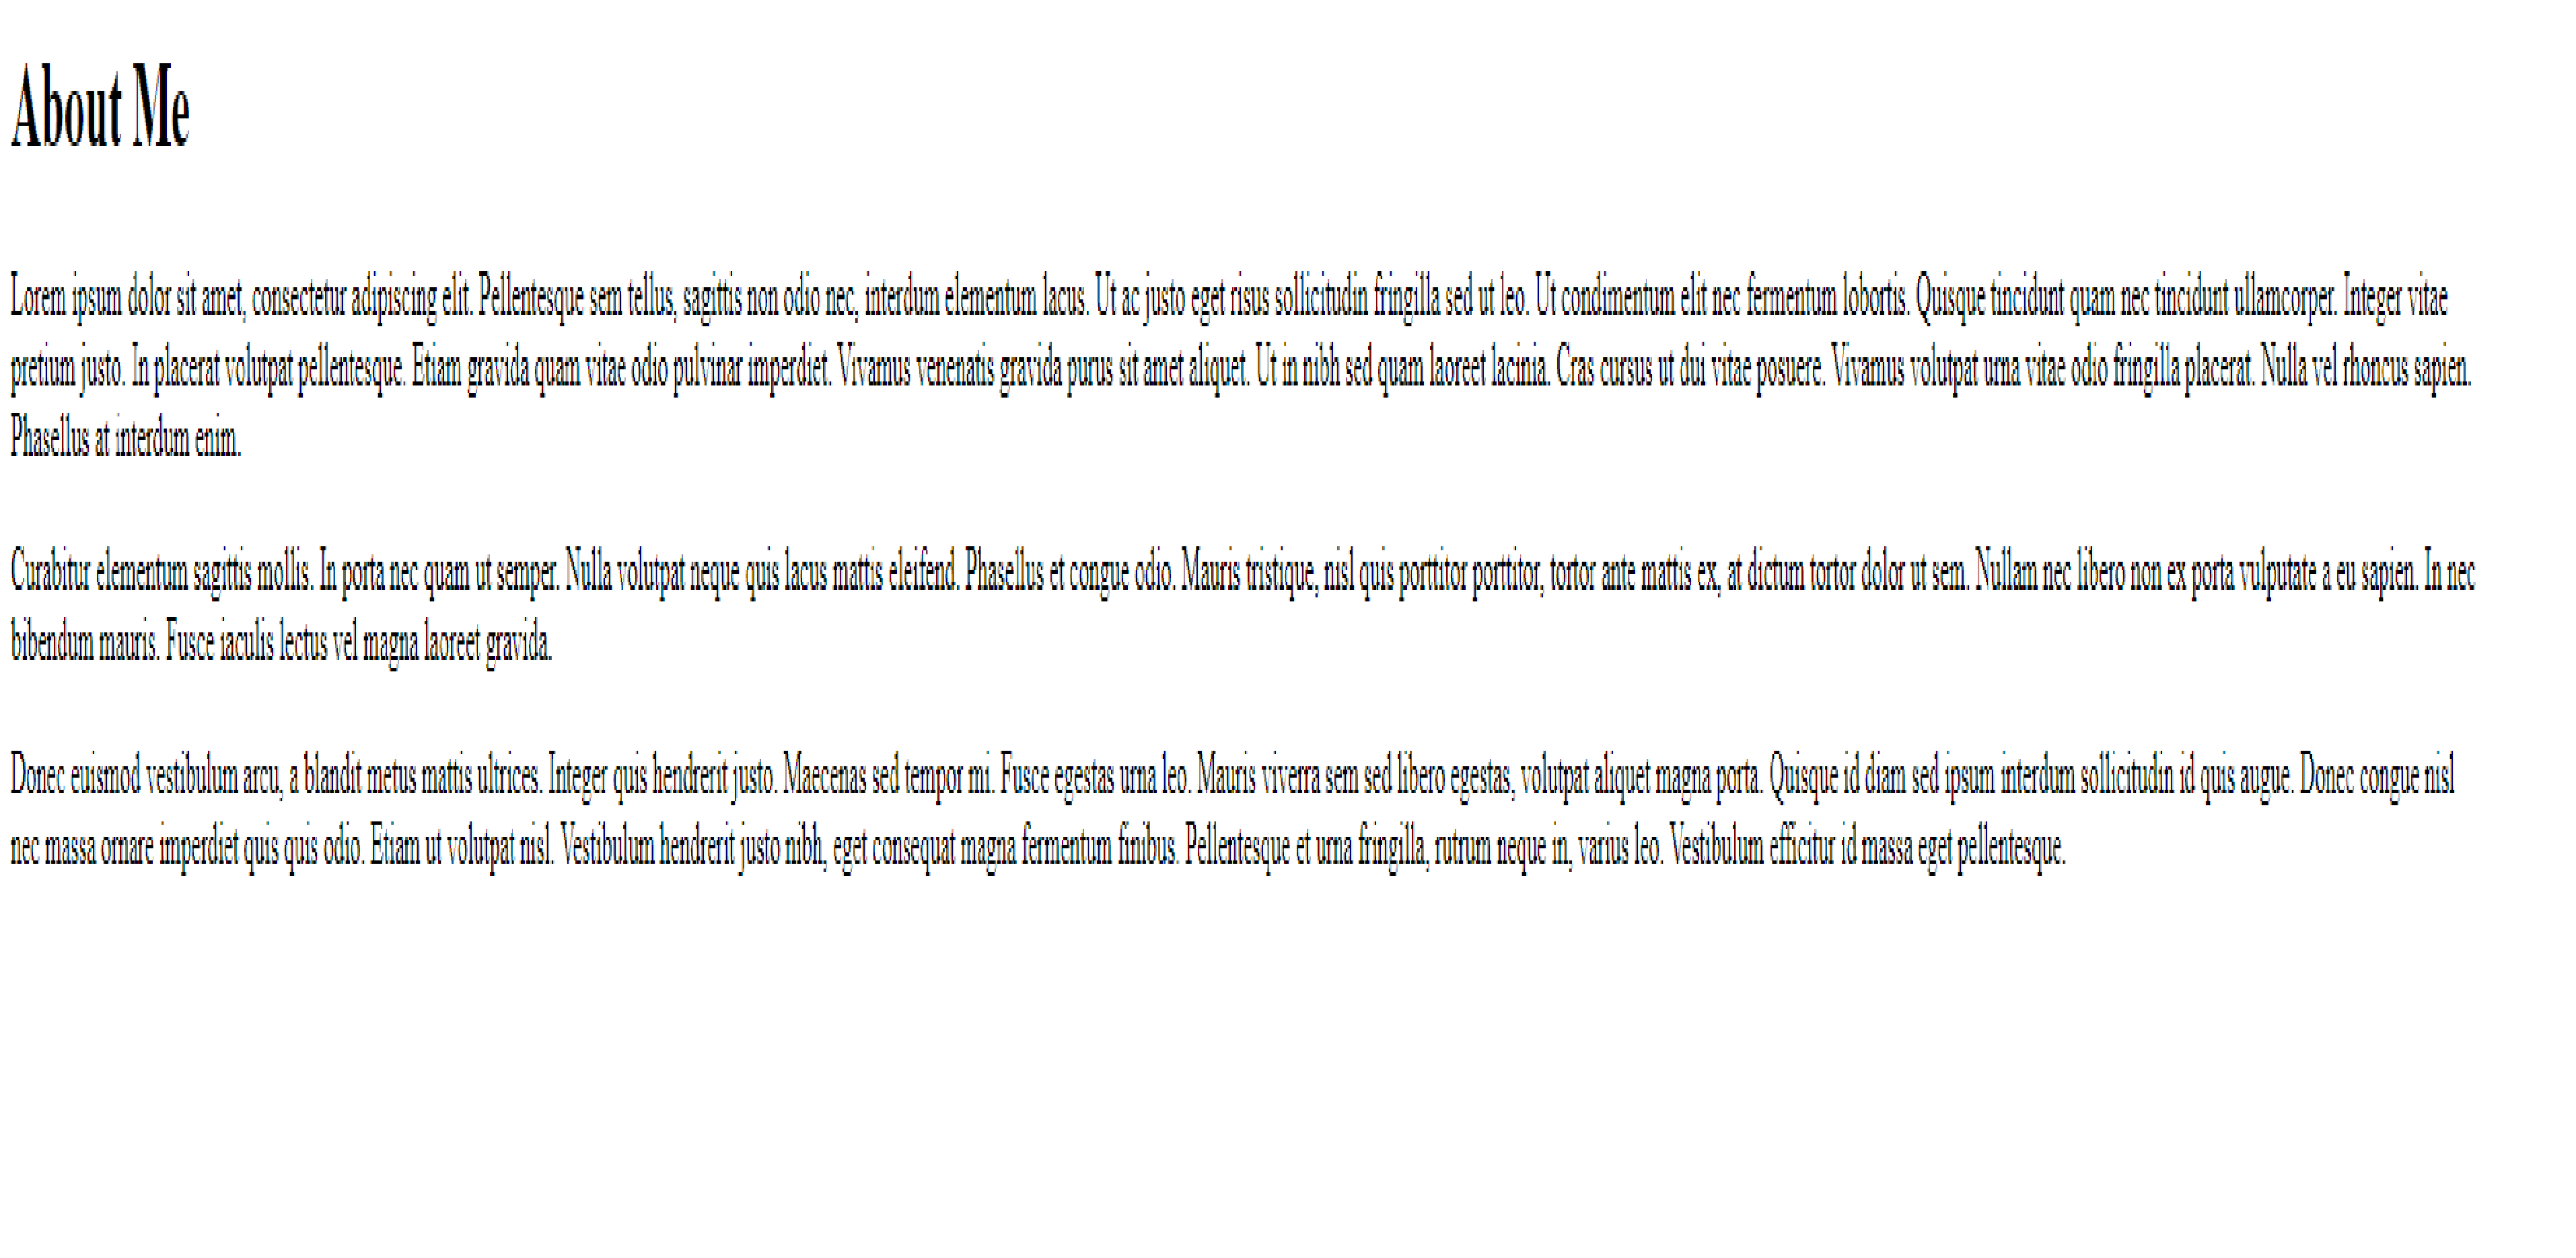 About Me
Lorem ipsum dolor sit amet, consectetur adipiscing elit. Pellentesque sem tellus, sagittis non odio nec, interdum elementum lacus. Ut ac justo eget risus sollicitudin fringilla sed ut leo. Ut condimentum elit nec fermentum lobortis. Quisque tincidunt quam nec tincidunt ullamcorper. Integer vitae
pretium justo. In placerat volutpat pellentesque. Etiam gravida quam vitae odio pulvinar imperdiet. Vivamus venenatis gravida purus sit amet aliquet. Ut in nibh sed quam laoreet lacinia. Cras cursus ut dui vitae posuere. Vivamus volutpat urna vitae odio fringilla placerat. Nulla vel rhoncus sapien.
Phasellus at interdum enim.
Curabitur elementum sagittis mollis. In porta nec quam ut semper. Nulla volutpat neque quis lacus mattis eleifend. Phasellus et congue odio. Mauris tristique, nisl quis porttitor porttitor, tortor ante mattis ex, at dictum tortor dolor ut sem. Nullam nec libero non ex porta vulputate a eu sapien. In nec
bibendum mauris. Fusce iaculis lectus vel magna laoreet gravida.
Donec euismod vestibulum arcu, a blandit metus mattis ultrices. Integer quis hendrerit justo. Maecenas sed tempor mi. Fusce egestas urna leo. Mauris viverra sem sed libero egestas, volutpat aliquet magna porta. Quisque id diam sed ipsum interdum sollicitudin id quis augue. Donec congue nisl
nec massa ornare imperdiet quis quis odio. Etiam ut volutpat nisl. Vestibulum hendrerit justo nibh, eget consequat magna fermentum finibus. Pellentesque et urna fringilla, rutrum neque in, varius leo. Vestibulum efficitur id massa eget pellentesque.